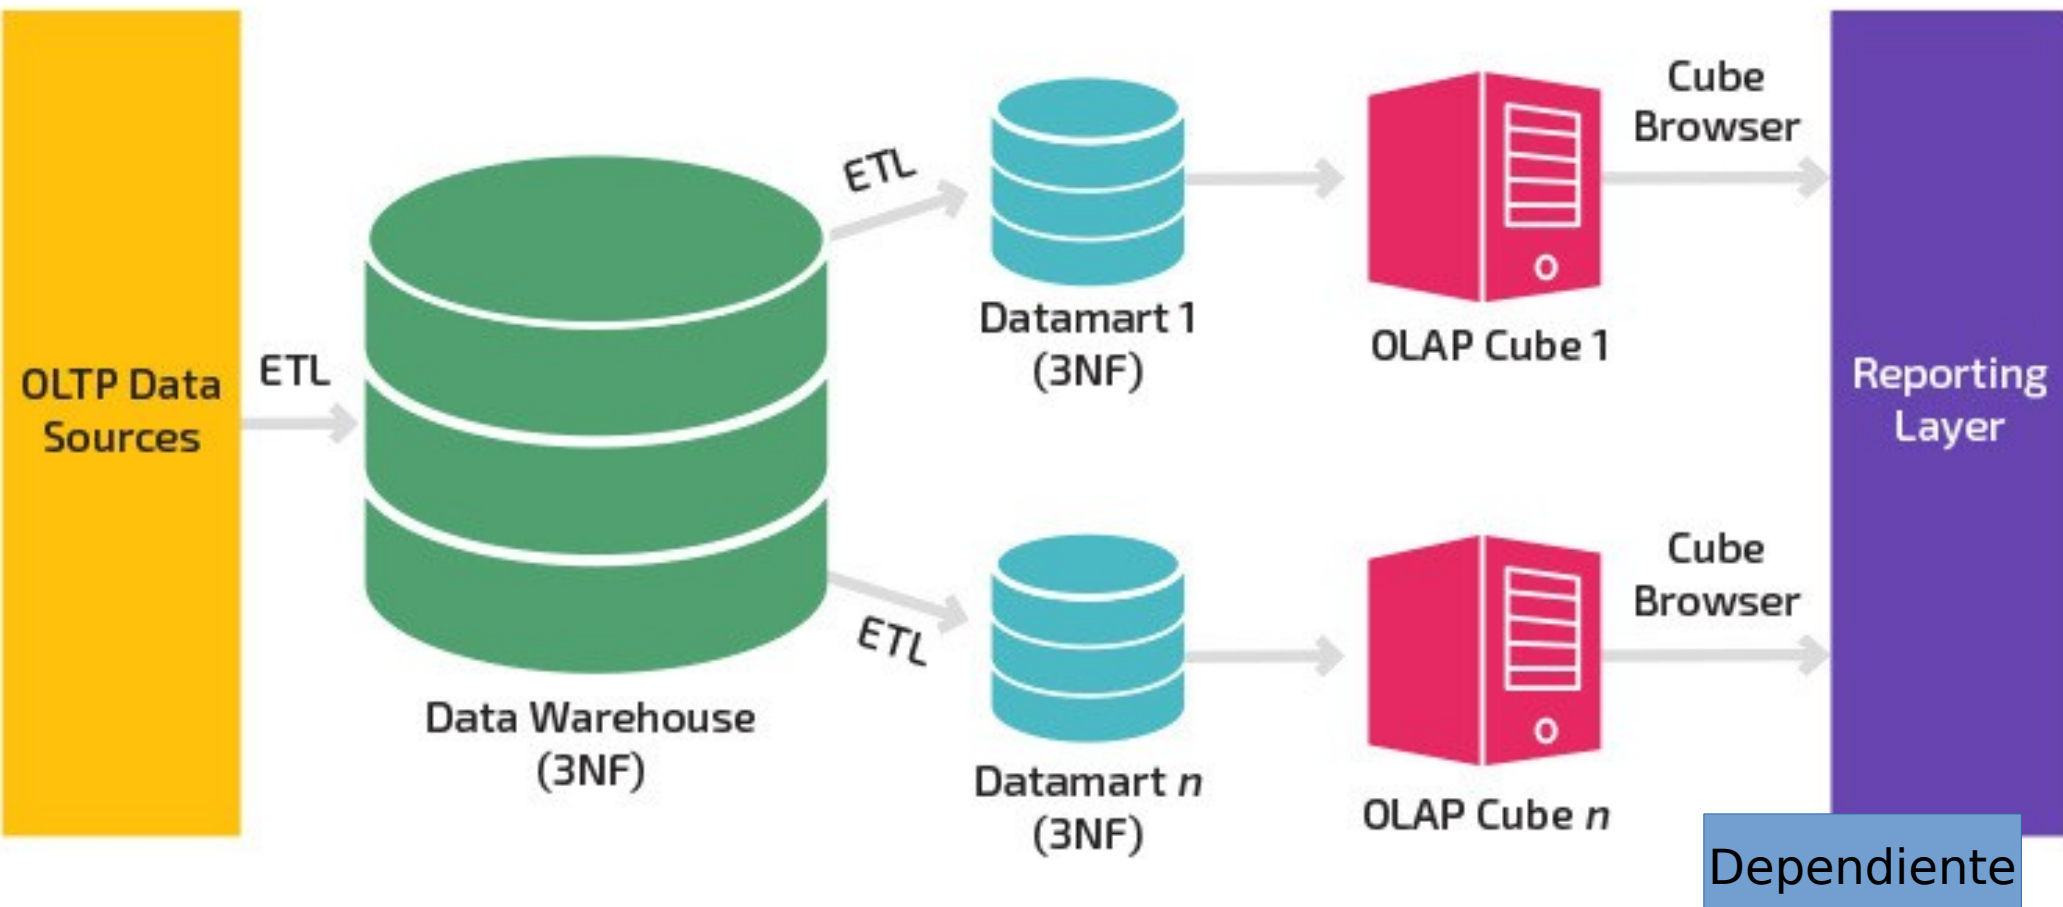 OLTP Data
Sources
ETL
Data Warehouse
(3NF)
ETL
ETL
Datamart 1
(3NF)
Datamart n
(3NF)
OLAP Cube 1
OLAP Cube n
Cube
Browser
Cube
Browser
Reporting
Layer
Dependiente